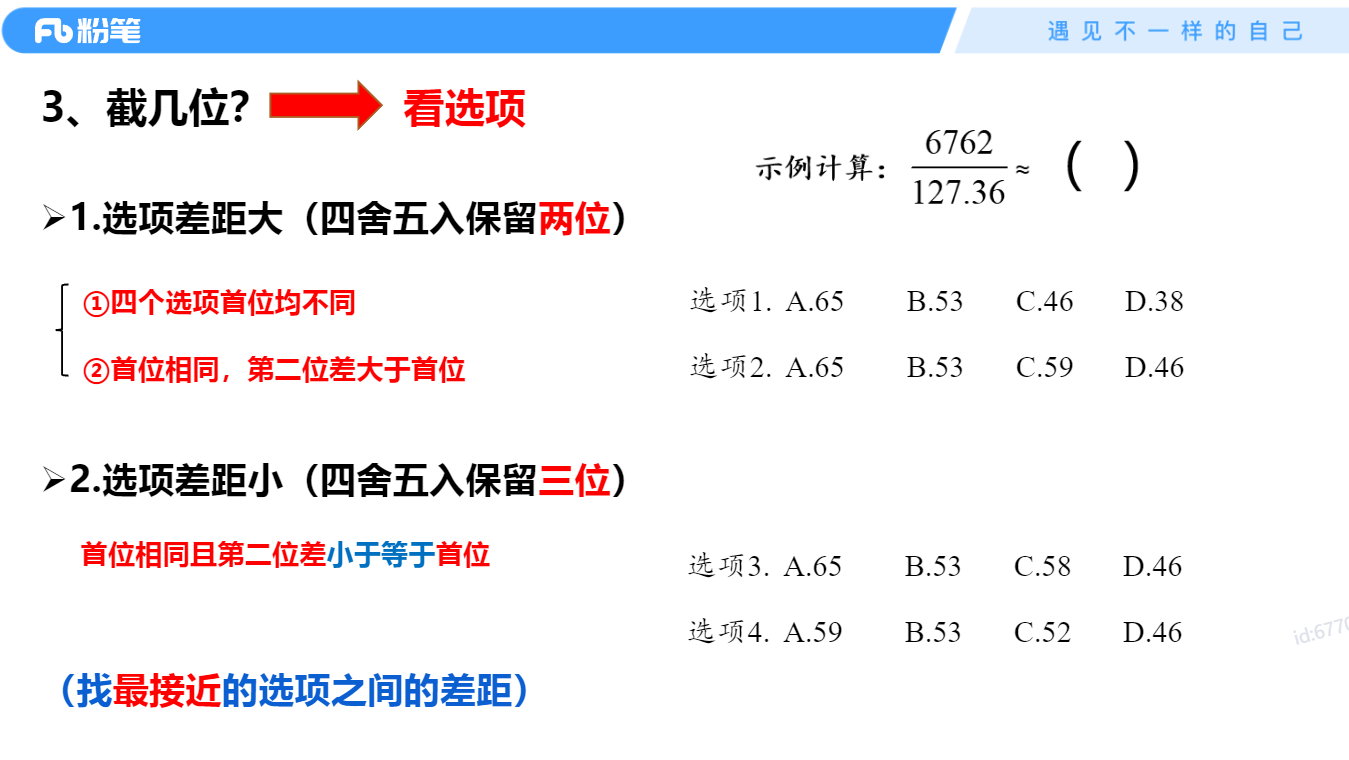 粉笔
遇见不一样的自己
3、截几位? 看选项
示例计算: 6762/127.36 ≈ ( )
➢1.选项差距大（四舍五入保留两位）
①四个选项首位均不同
选项1. A.65 B.53 C.46 D.38
②首位相同，第二位差大于首位
选项2. A.65 B.53 C.59 D.46
➢2.选项差距小（四舍五入保留三位）
首位相同且第二位差小于等于首位
选项3. A.65 B.53 C.58 D.46
选项4. A.59 B.53 C.52 D.46
id:6770
（找最接近的选项之间的差距）